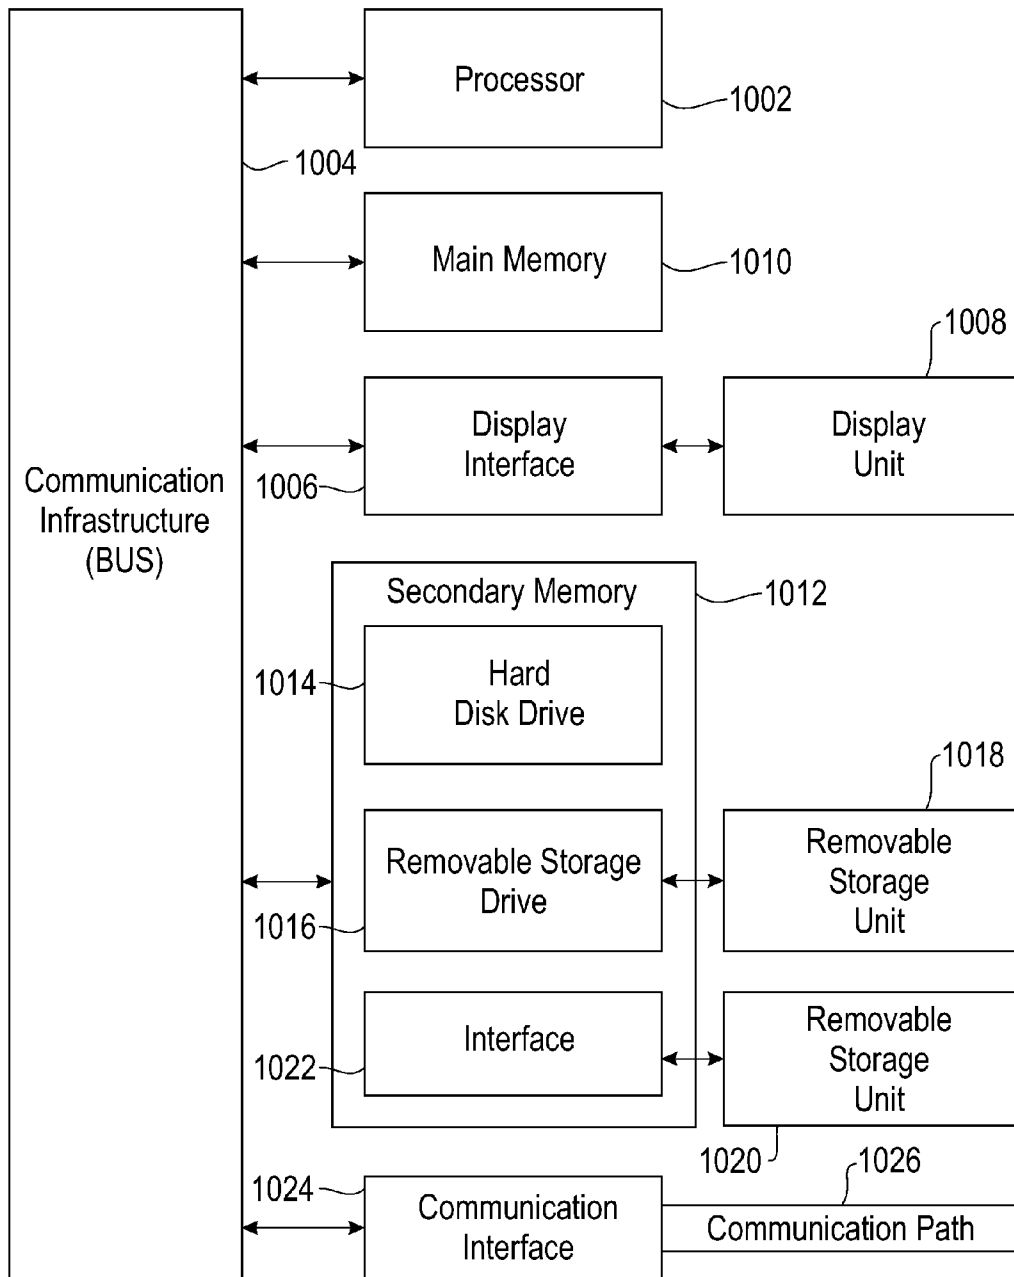 Processor
1002
1004
Main Memory
1010
1008
Display
Interface
1006
Display
Unit
Communication
Infrastructure
(BUS)
Secondary Memory
1012
1014
Hard
Disk Drive
1018
Removable Storage
Drive
1016
Removable
Storage
Unit
Interface
1022
Removable
Storage
Unit
1020
1026
1024
Communication
Interface
Communication Path